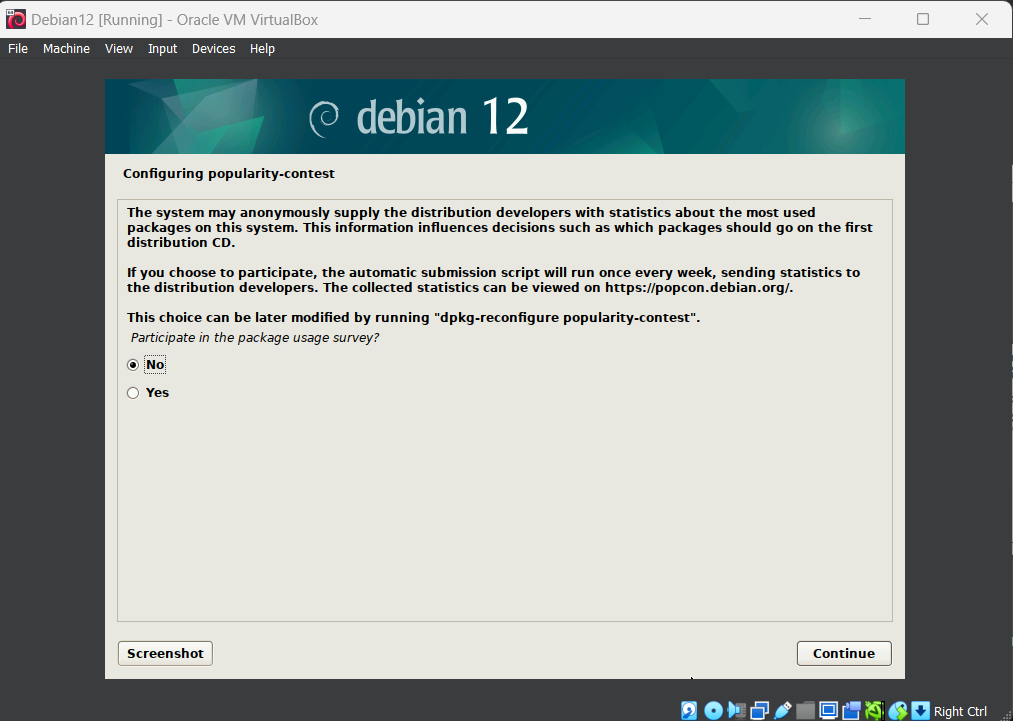 Debian12 [Running] - Oracle VM VirtualBox
File Machine View Input Devices Help
debian 12
Configuring popularity-contest
The system may anonymously supply the distribution developers with statistics about the most used
packages on this system. This information influences decisions such as which packages should go on the first
distribution CD.
If you choose to participate, the automatic submission script will run once every week, sending statistics to
the distribution developers. The collected statistics can be viewed on https://popcon.debian.org/.
This choice can be later modified by running "dpkg-reconfigure popularity-contest".
Participate in the package usage survey?
No
Yes
Screenshot
Continue
Right Ctrl